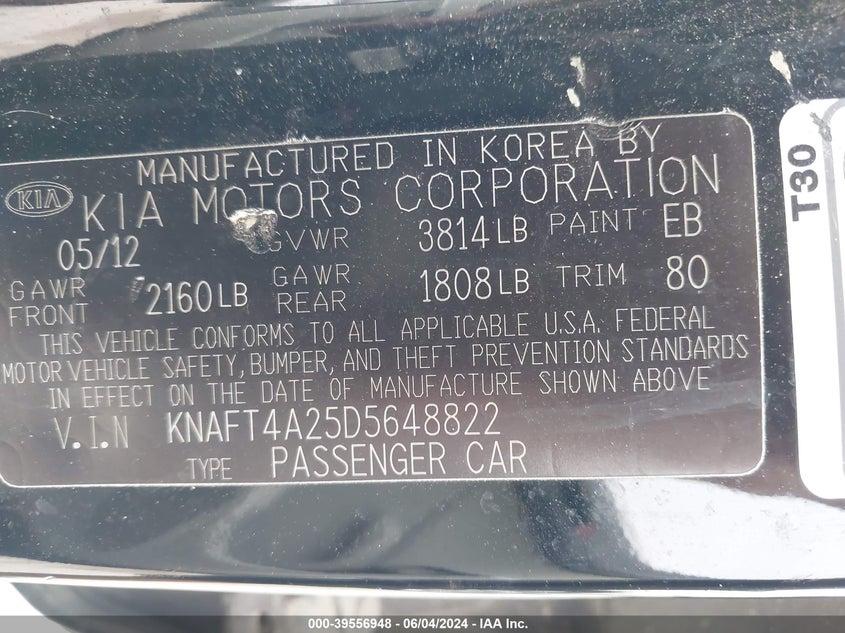 MANUFACTURED IN KOREA BY
KIA KIA MOTORS CORPORATION
05/12 GVWR 3814LB PAINT EB
GAWR FRONT 2160LB GAWR REAR 1808LB TRIM 80
THIS VEHICLE CONFORMS TO ALL APPLICABLE U.S.A. FEDERAL
MOTOR VEHICLE SAFETY, BUMPER, AND THEFT PREVENTION STANDARDS
IN EFFECT ON THE DATE OF MANUFACTURE SHOWN ABOVE
V.I.N KNAFT4A25D5648822
TYPE PASSENGER CAR
T30
000-39556948 - 06/04/2024 - IAA Inc.